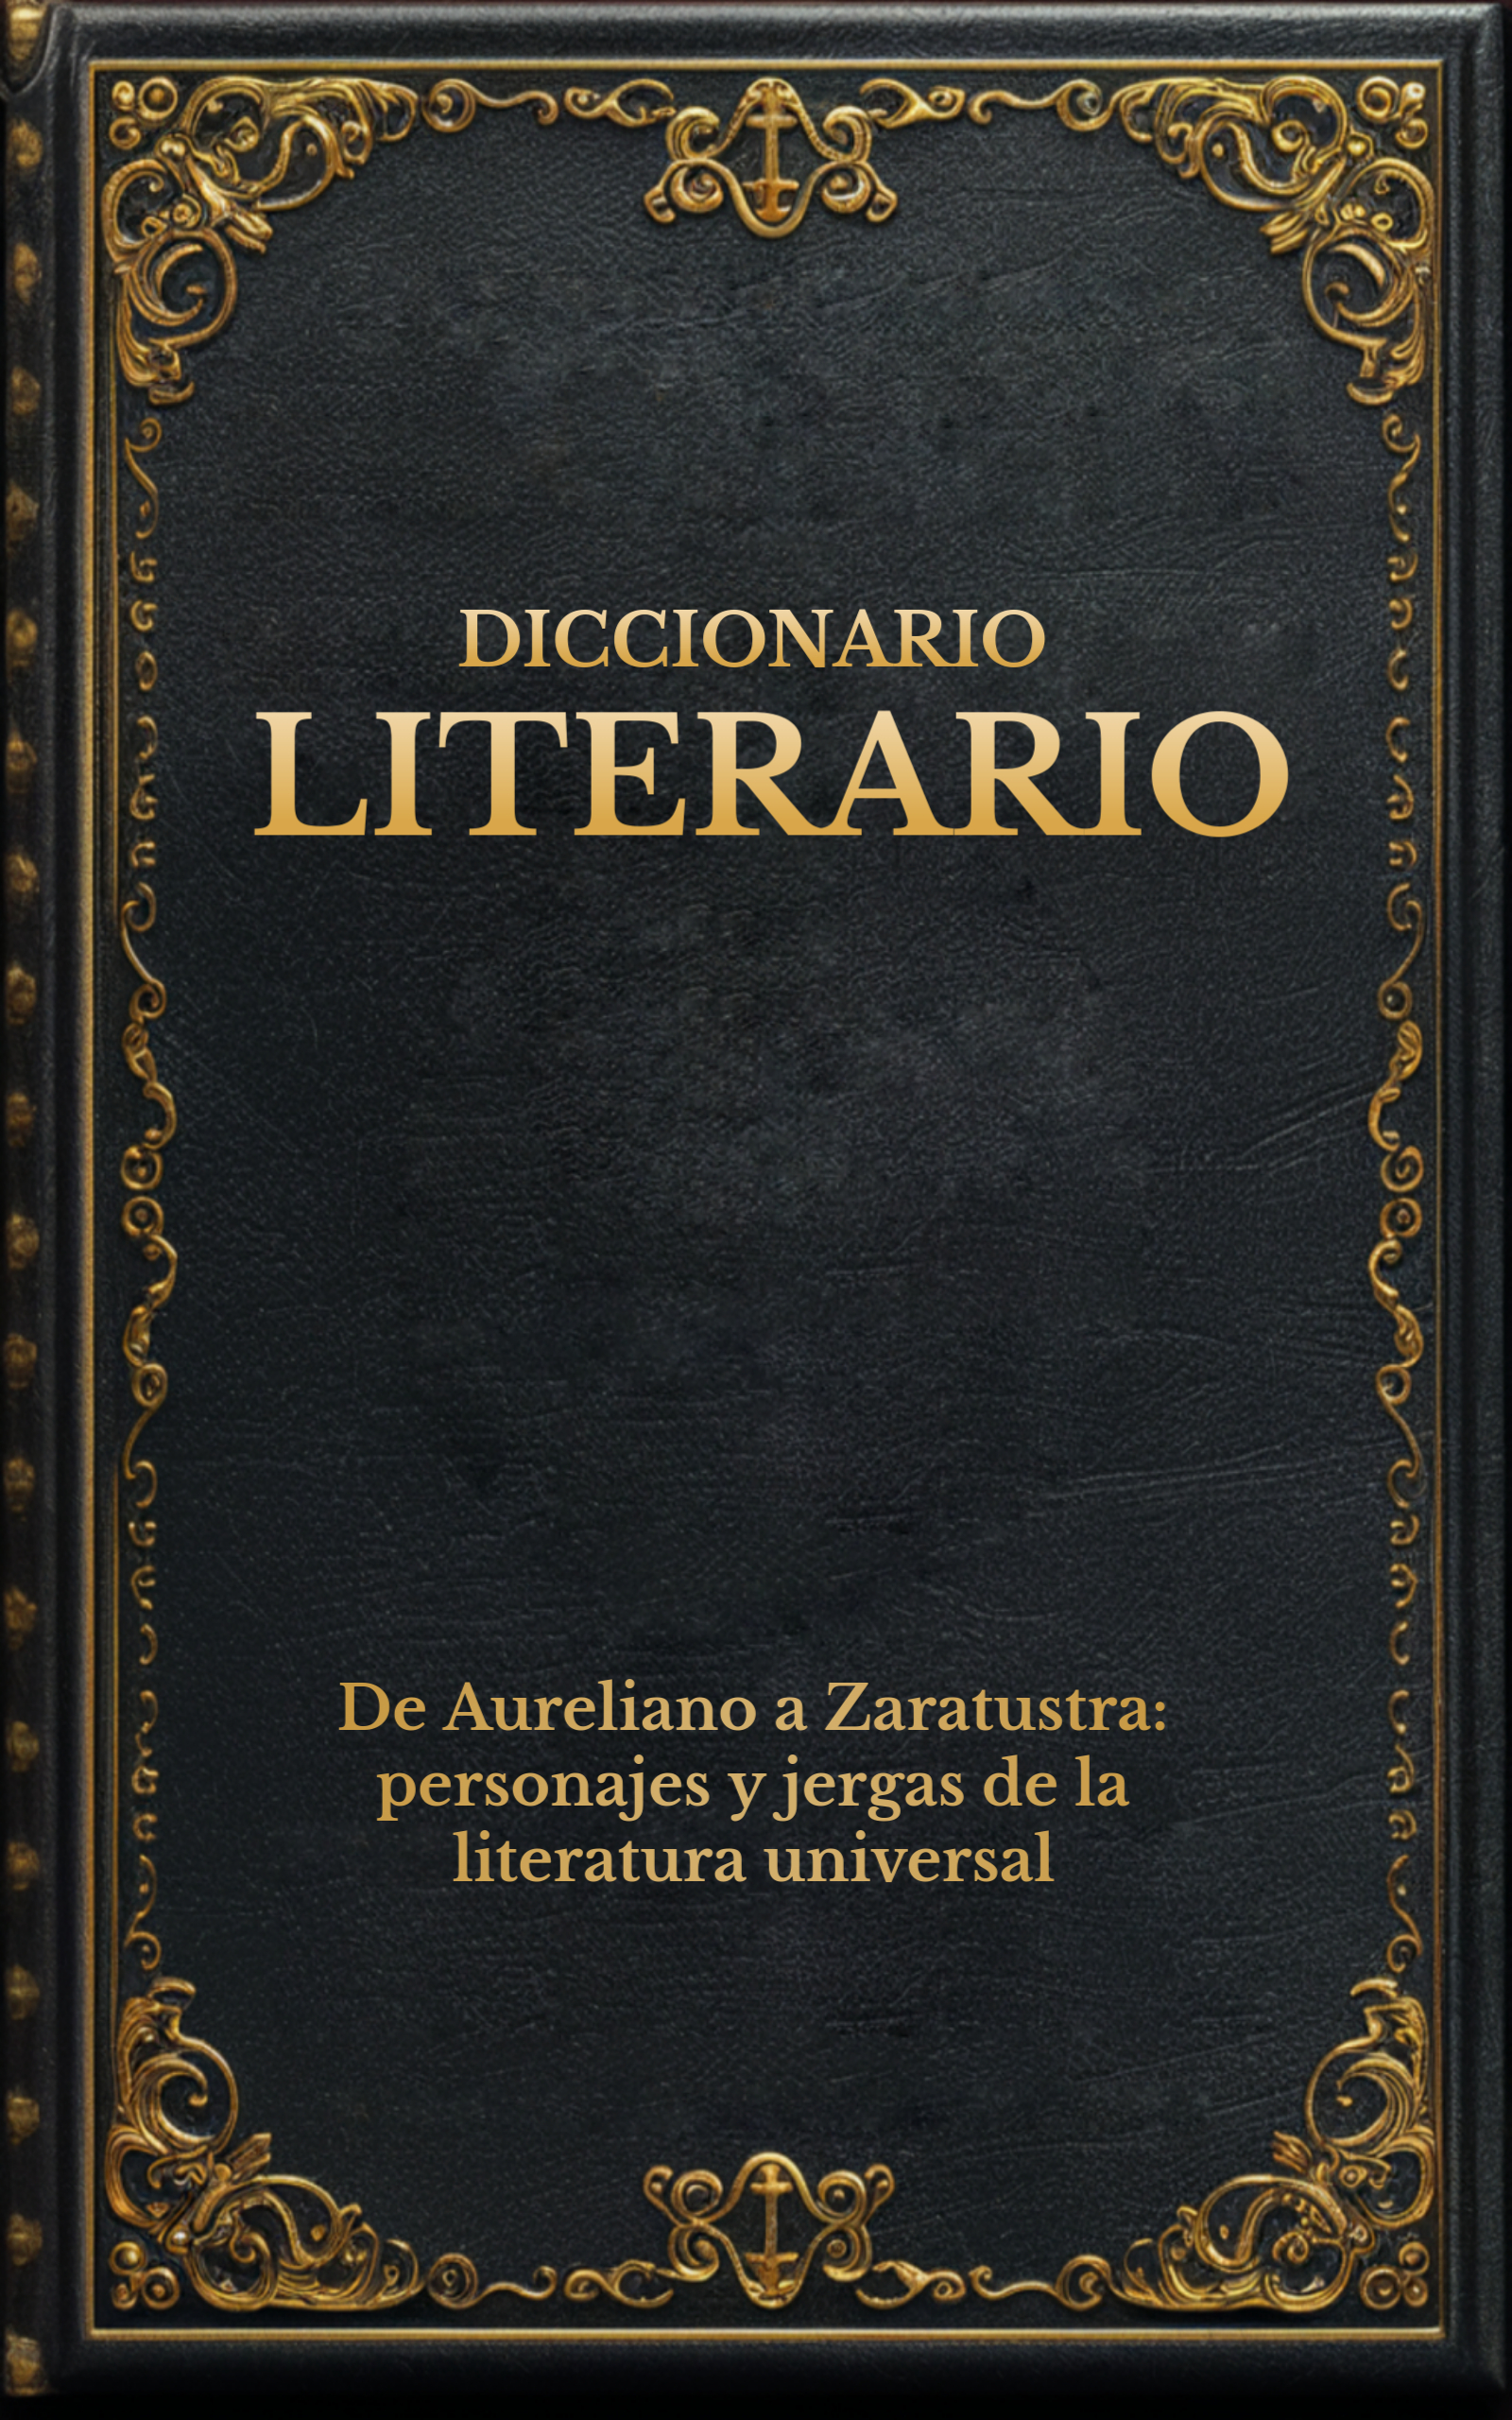 DICCIONARIO
LITERARIO
De Aureliano a Zaratustra:
personajes y jergas de la
literatura universal